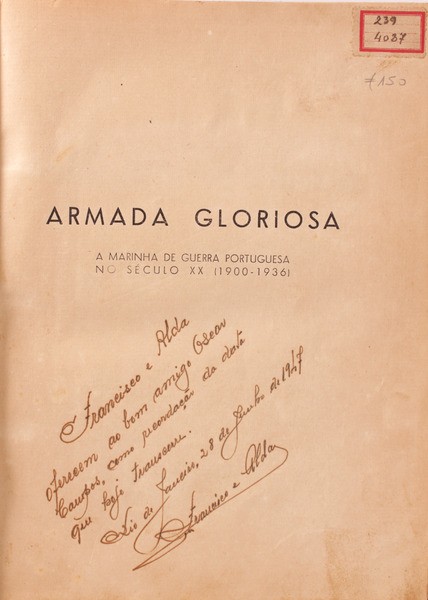 239
4037
€150
ARMADA GLORIOSA
A MARINHA DE GUERRA PORTUGUESA
NO SÉCULO XX (1900-1936)
Francisco e Alda
oferecem ao bom amigo Oscar
Campos, como recordação da data
que hoje transcorre.
Rio de Janeiro, 28 de Junho de 1947
Francisco e Alda